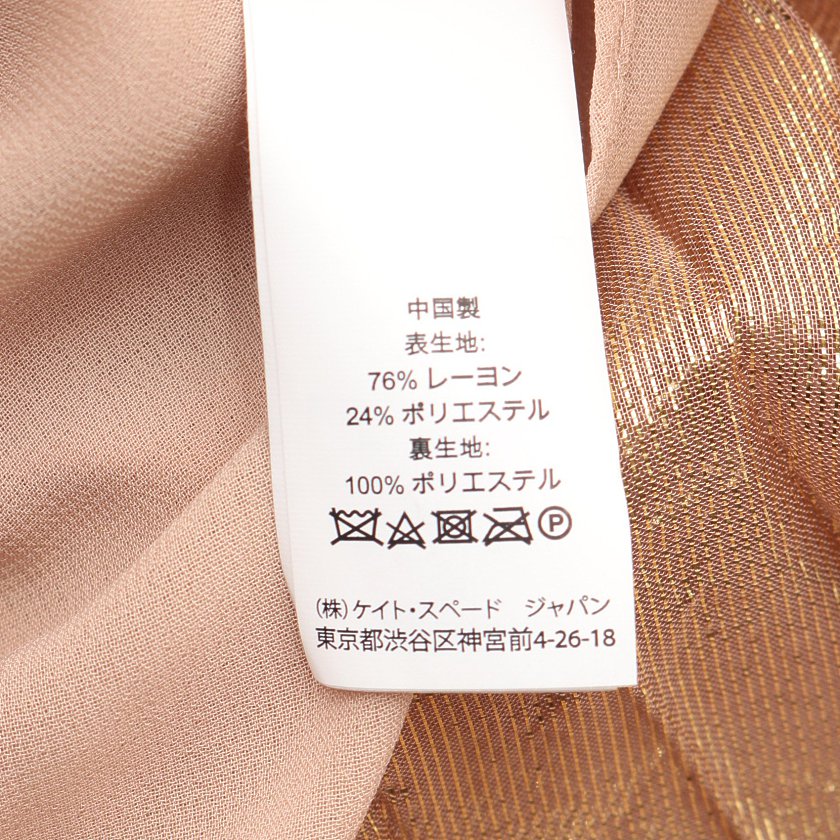 中国製
表生地:
76% レーヨン
24% ポリエステル
裏生地:
100% ポリエステル
P
(株)ケイト・スペード　ジャパン
東京都渋谷区神宮前4-26-18